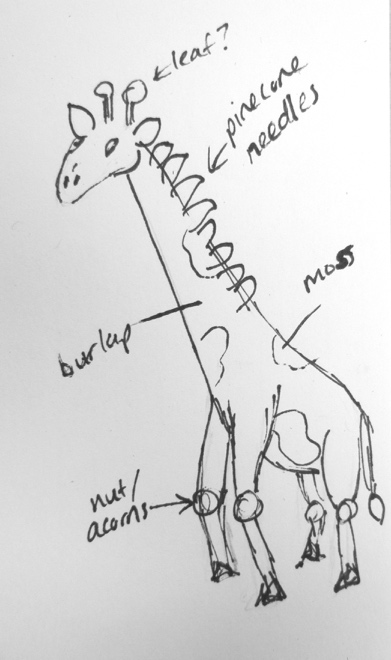 leaf?
pinecone
needles
moss
burlap
nut/
acorns